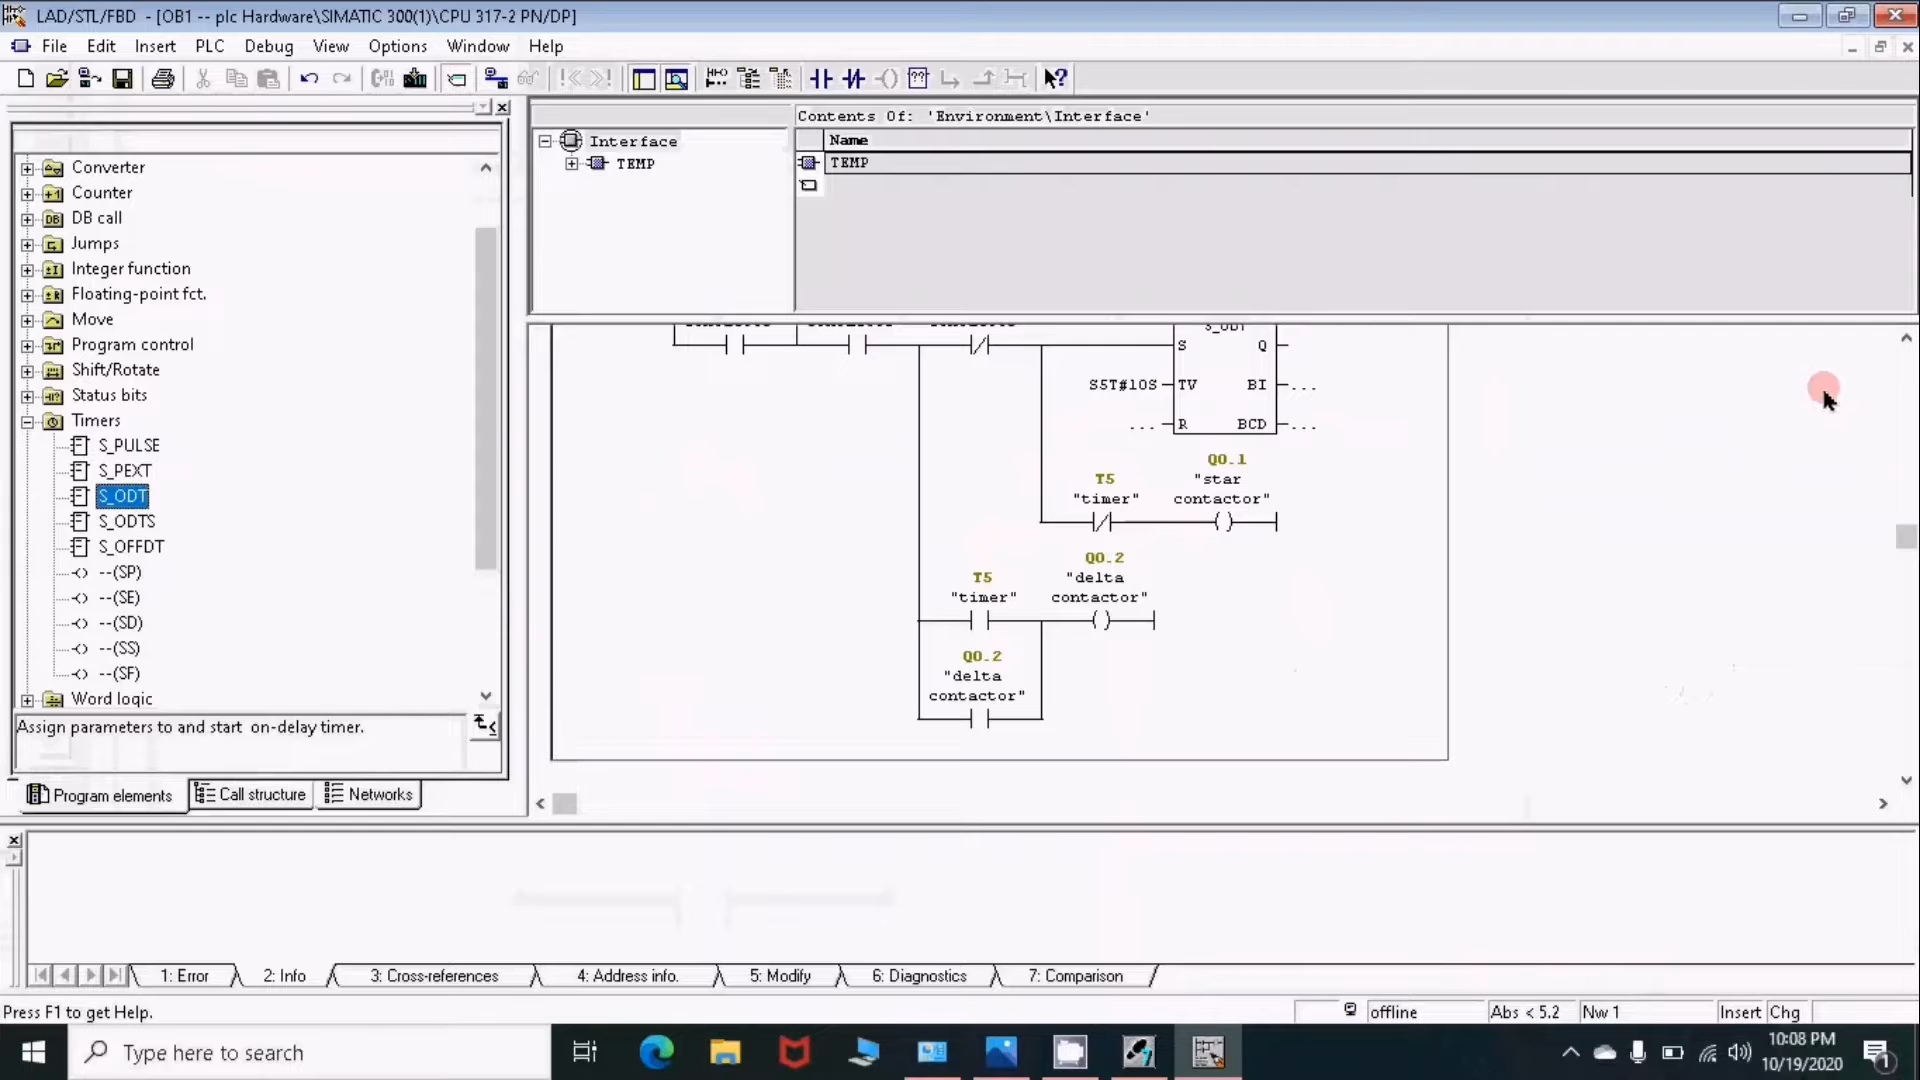 LAD/STL/FBD - [OB1 -- plc Hardware\SIMATIC 300(1)\CPU 317-2 PN/DP]
File Edit Insert PLC Debug View Options Window Help
Contents Of: 'Environment\Interface'
Interface
TEMP
Name
TEMP
Converter
Counter
DB call
Jumps
Integer function
Floating-point fct.
Move
Program control
Shift/Rotate
Status bits
Timers
S_PULSE
S_PEXT
S_ODT
S_ODTS
S_OFFDT
--(SP)
--(SE)
--(SD)
--(SS)
--(SF)
Word logic
Assign parameters to and start on-delay timer.
Program elements Call structure Networks
S_ODT
S Q
S5T#10S TV BI ...
... R BCD ...
T5
"timer"
Q0.1
"star
contactor"
T5
"timer"
Q0.2
"delta
contactor"
Q0.2
"delta
contactor"
1: Error 2: Info 3: Cross-references 4: Address info. 5: Modify 6: Diagnostics 7: Comparison
Press F1 to get Help.
offline Abs < 5.2 Nw 1 Insert Chg
Type here to search
10:08 PM
10/19/2020
1